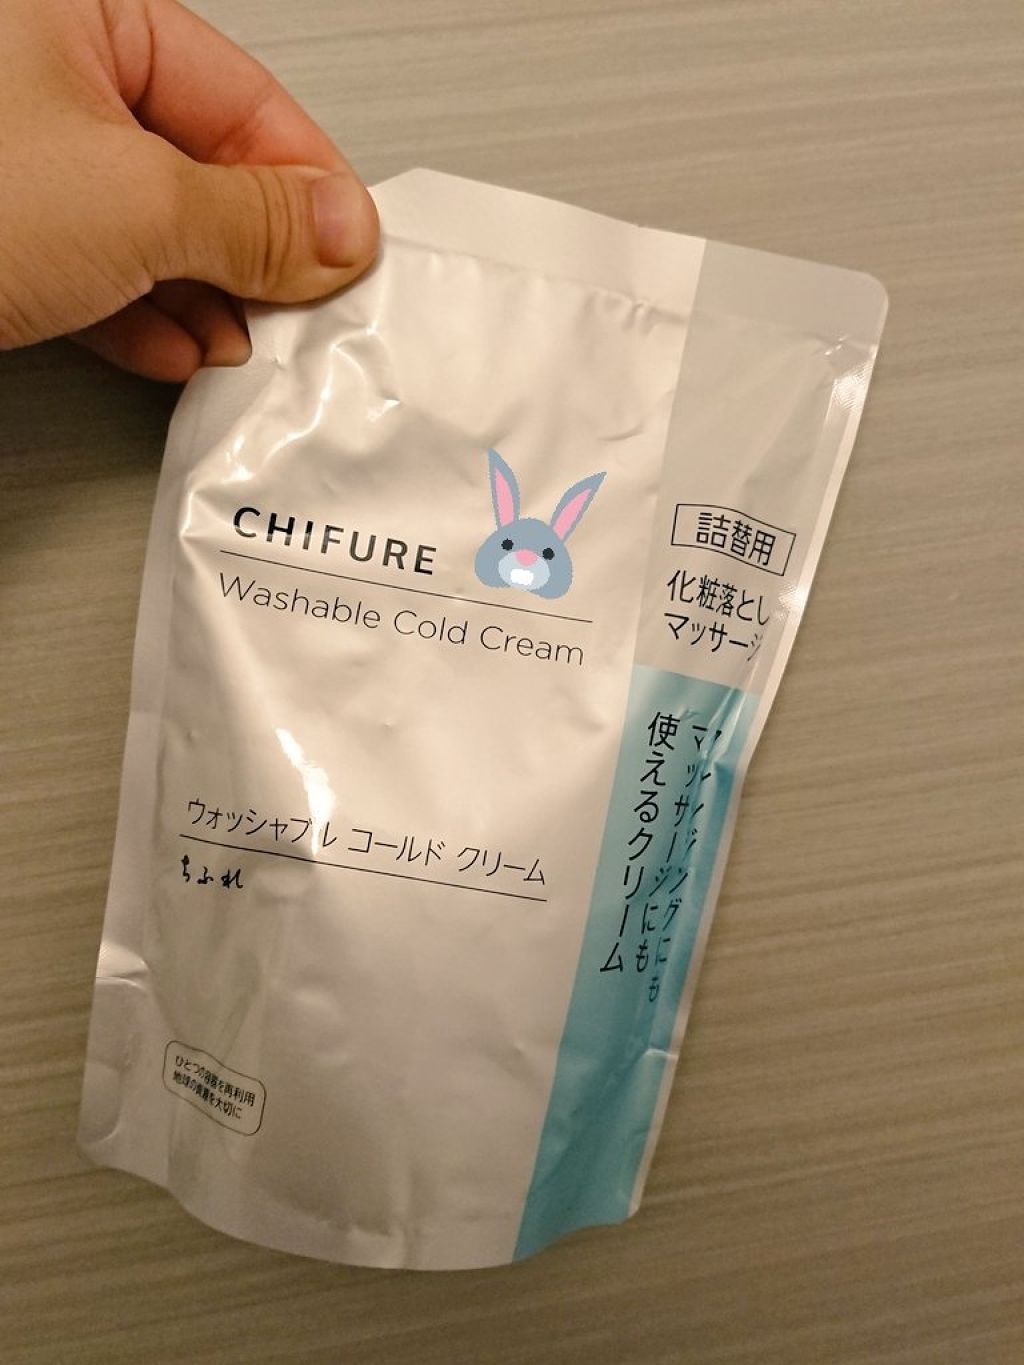 CHIFURE
Washable Cold Cream
詰替用
化粧落とし
マッサージ
マッサージにも
使えるクリーム
ウォッシャブル コールド クリーム
ちふれ
ひとつの容器を再利用
地球の資源を大切に